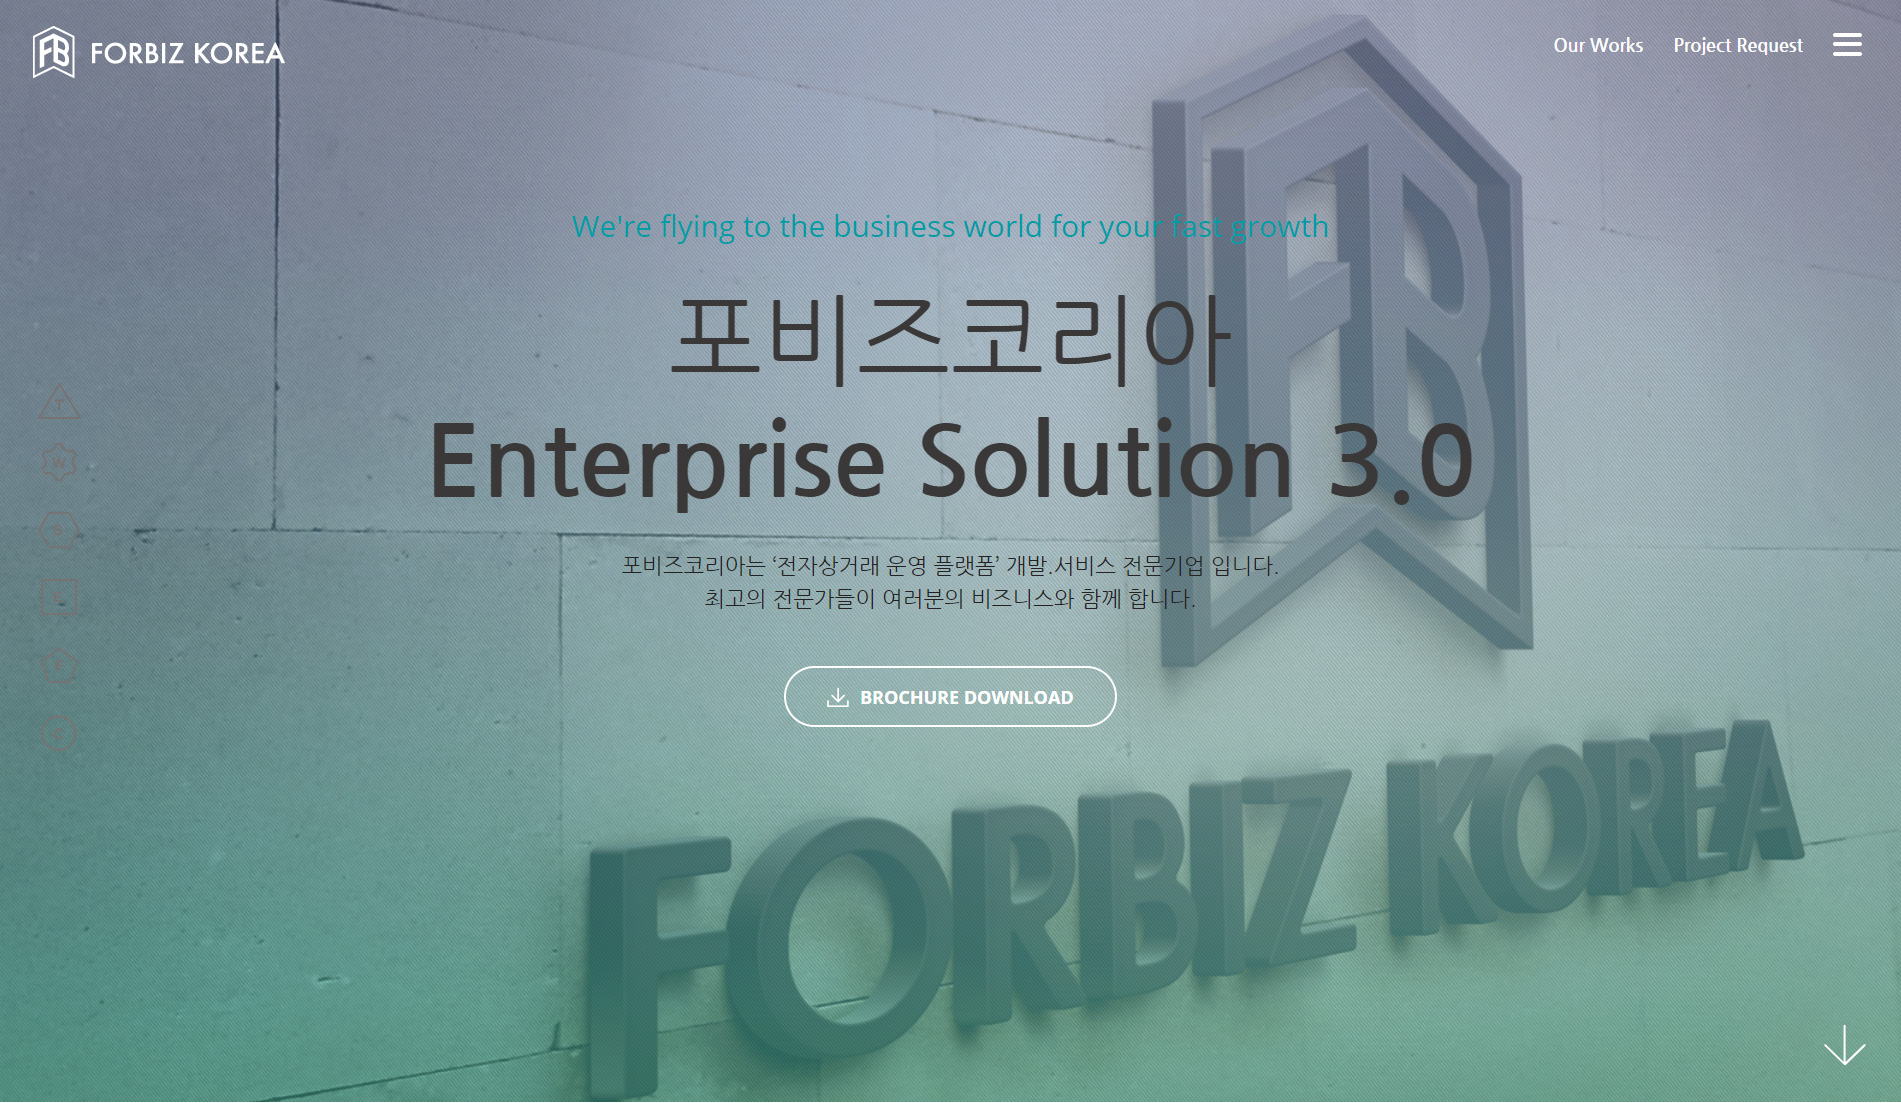 FORBIZ KOREA
Our Works
Project Request
We're flying to the business world for your fast growth
포비즈코리아
Enterprise Solution 3.0
포비즈코리아는 ‘전자상거래 운영 플랫폼’ 개발.서비스 전문기업 입니다.
최고의 전문가들이 여러분의 비즈니스와 함께 합니다.
BROCHURE DOWNLOAD
FB
FORBIZ KOREA
T
W